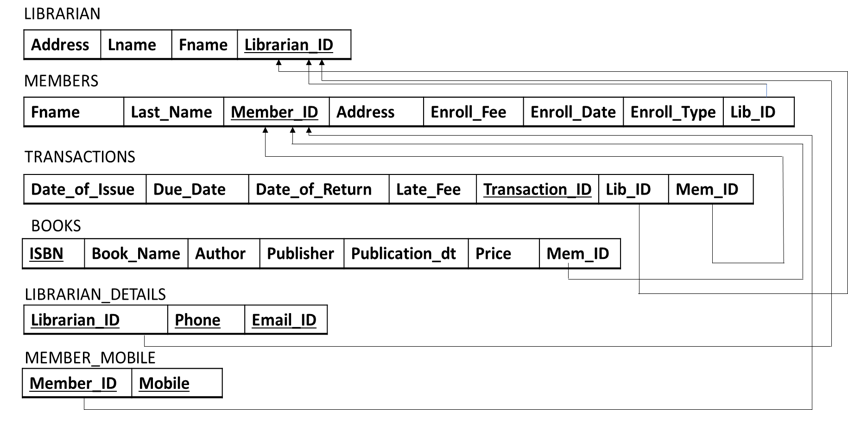 LIBRARIAN
Address Lname Fname Librarian_ID
MEMBERS
Fname Last_Name Member_ID Address Enroll_Fee Enroll_Date Enroll_Type Lib_ID
TRANSACTIONS
Date_of_Issue Due_Date Date_of_Return Late_Fee Transaction_ID Lib_ID Mem_ID
BOOKS
ISBN Book_Name Author Publisher Publication_dt Price Mem_ID
LIBRARIAN_DETAILS
Librarian_ID Phone Email_ID
MEMBER_MOBILE
Member_ID Mobile